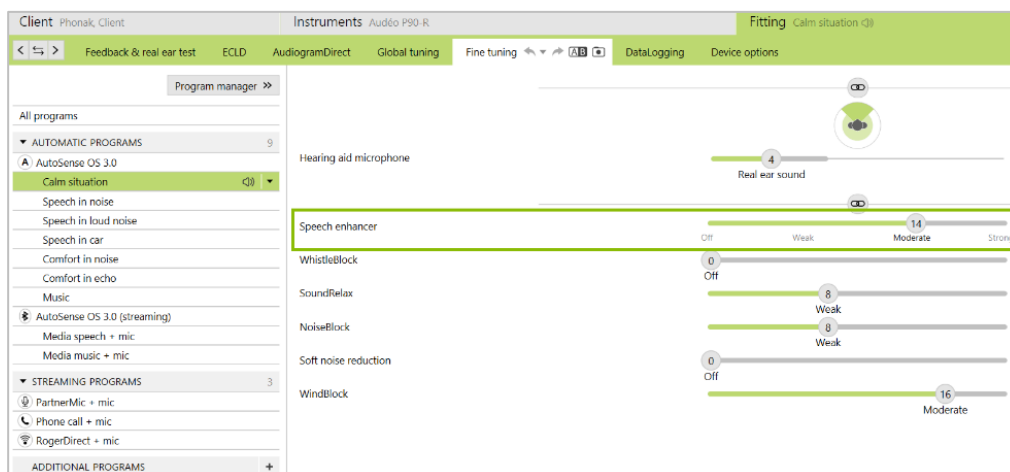 Client Phonak, Client Instruments Audéo P90-R Fitting Calm situation
Feedback & real ear test ECLD AudiogramDirect Global tuning Fine tuning AB DataLogging Device options
Program manager »
All programs
AUTOMATIC PROGRAMS 9
A AutoSense OS 3.0
Calm situation
Speech in noise
Speech in loud noise
Speech in car
Comfort in noise
Comfort in echo
Music
AutoSense OS 3.0 (streaming)
Media speech + mic
Media music + mic
STREAMING PROGRAMS 3
PartnerMic + mic
Phone call + mic
RogerDirect + mic
ADDITIONAL PROGRAMS +
Hearing aid microphone 4
Real ear sound
Speech enhancer 14
Off Weak Moderate Strong
WhistleBlock 0
Off
SoundRelax 8
Weak
NoiseBlock 8
Weak
Soft noise reduction 0
Off
WindBlock 16
Moderate